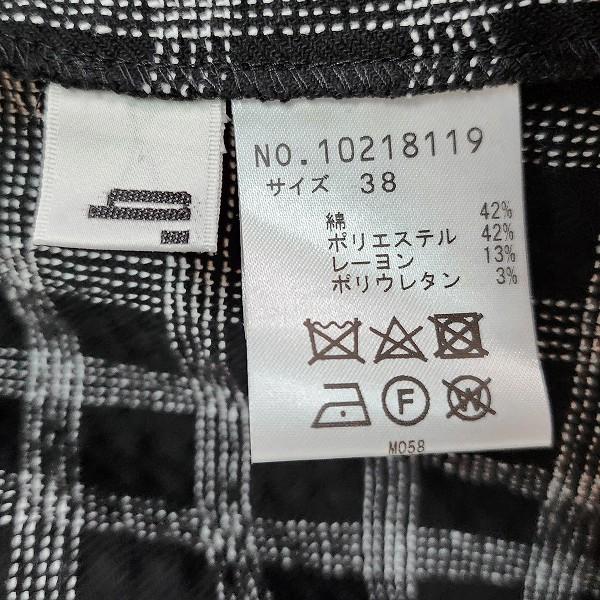 NO.10218119
サイズ 38
綿 42%
ポリエステル 42%
レーヨン 13%
ポリウレタン 3%
F
W
M058